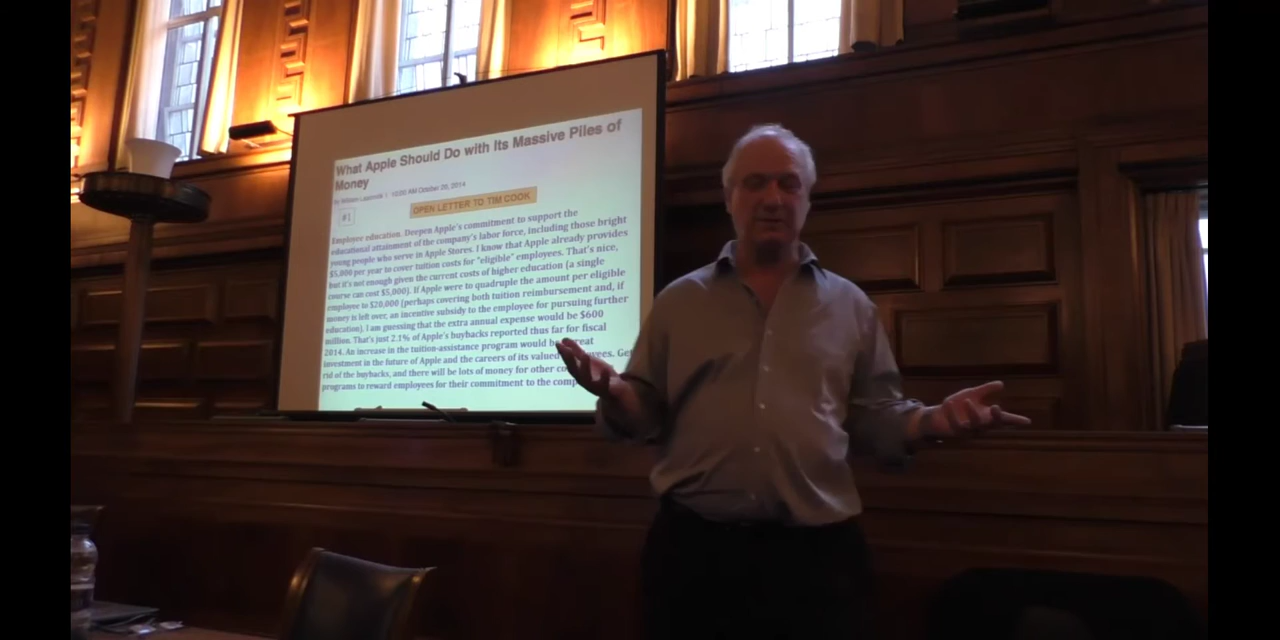 What Apple Should Do with Its Massive Piles of
Money
by William Lazonick | 10:00 AM October 20, 2014
OPEN LETTER TO TIM COOK
#1
Employee education. Deepen Apple's commitment to support the
educational attainment of the company's labor force, including those bright
young people who serve in Apple Stores. I know that Apple already provides
$5,000 per year to cover tuition costs for "eligible" employees. That's nice,
but it's not enough given the current costs of higher education (a single
course can cost $5,000). If Apple were to quadruple the amount per eligible
employee to $20,000 (perhaps covering both tuition reimbursement and, if
money is left over, an incentive subsidy to the employee for pursuing further
education), I am guessing that the extra annual expense would be $600
million. That's just 2.1% of Apple's buybacks reported thus far for fiscal
2014. An increase in the tuition-assistance program would
investment in the future of Apple and the careers of its valued
rid of the buybacks, and there will be lots of money for other
programs to reward employees for their commitment to the